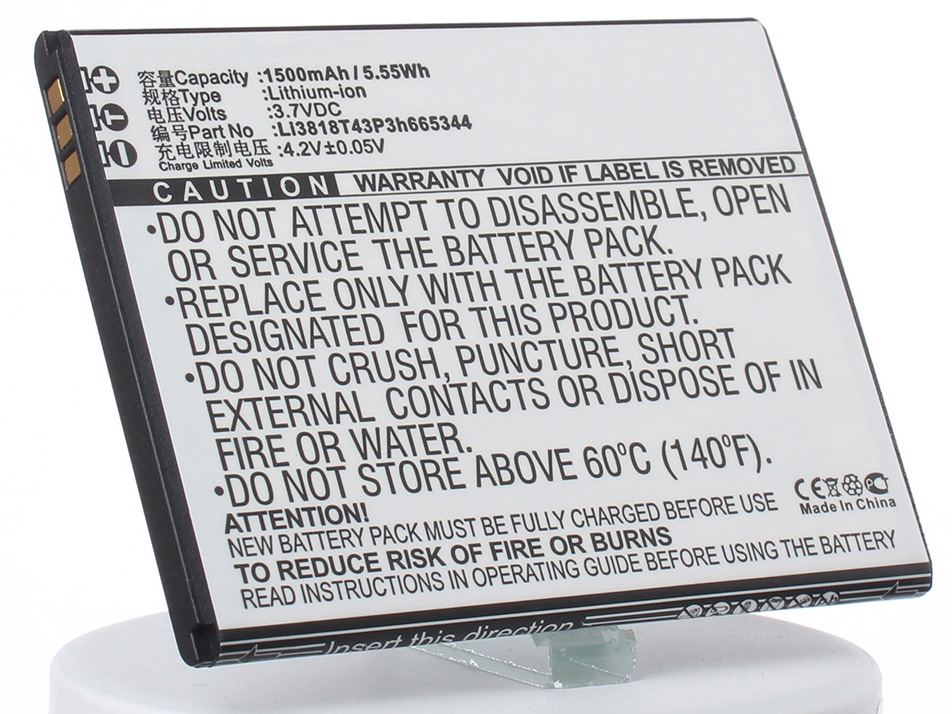 容量Capacity :1500mAh / 5.55Wh
规格Type :Lithium-ion
电压Volts :3.7VDC
编号Part No :LI3818T43P3h665344
充电限制电压 :4.2V±0.05V
Charge Limited Volts
CAUTION WARRANTY VOID IF LABEL IS REMOVED
•DO NOT ATTEMPT TO DISASSEMBLE, OPEN
OR SERVICE THE BATTERY PACK.
•REPLACE ONLY WITH THE BATTERY PACK
DESIGNATED FOR THIS PHONE.
•DO NOT CRUSH, PUNCTURE, SHORT
EXTERNAL CONTACTS OR DISPOSE OF IN
FIRE OR WATER.
•DO NOT STORE ABOVE 60°C (140°F).
CE
Made In China
ATTENTION!
NEW BATTERY PACK MUST BE FULLY CHARGED BEFORE USE
TO REDUCE RISK OF FIRE OR BURNS
READ INSTRUCTIONS IN OPERATING GUIDE BEFORE USING BATTERY
Insert this direction